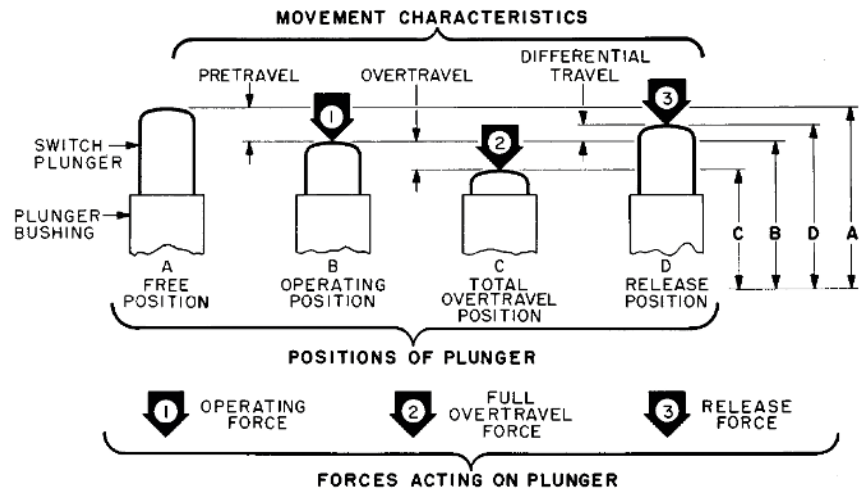 MOVEMENT CHARACTERISTICS
PRETRAVEL
OVERTRAVEL
DIFFERENTIAL
TRAVEL
1
2
3
SWITCH
PLUNGER
PLUNGER
BUSHING
A
FREE
POSITION
B
OPERATING
POSITION
C
TOTAL
OVERTRAVEL
POSITION
D
RELEASE
POSITION
C
B
D
A
POSITIONS OF PLUNGER
1
OPERATING
FORCE
2
FULL
OVERTRAVEL
FORCE
3
RELEASE
FORCE
FORCES ACTING ON PLUNGER